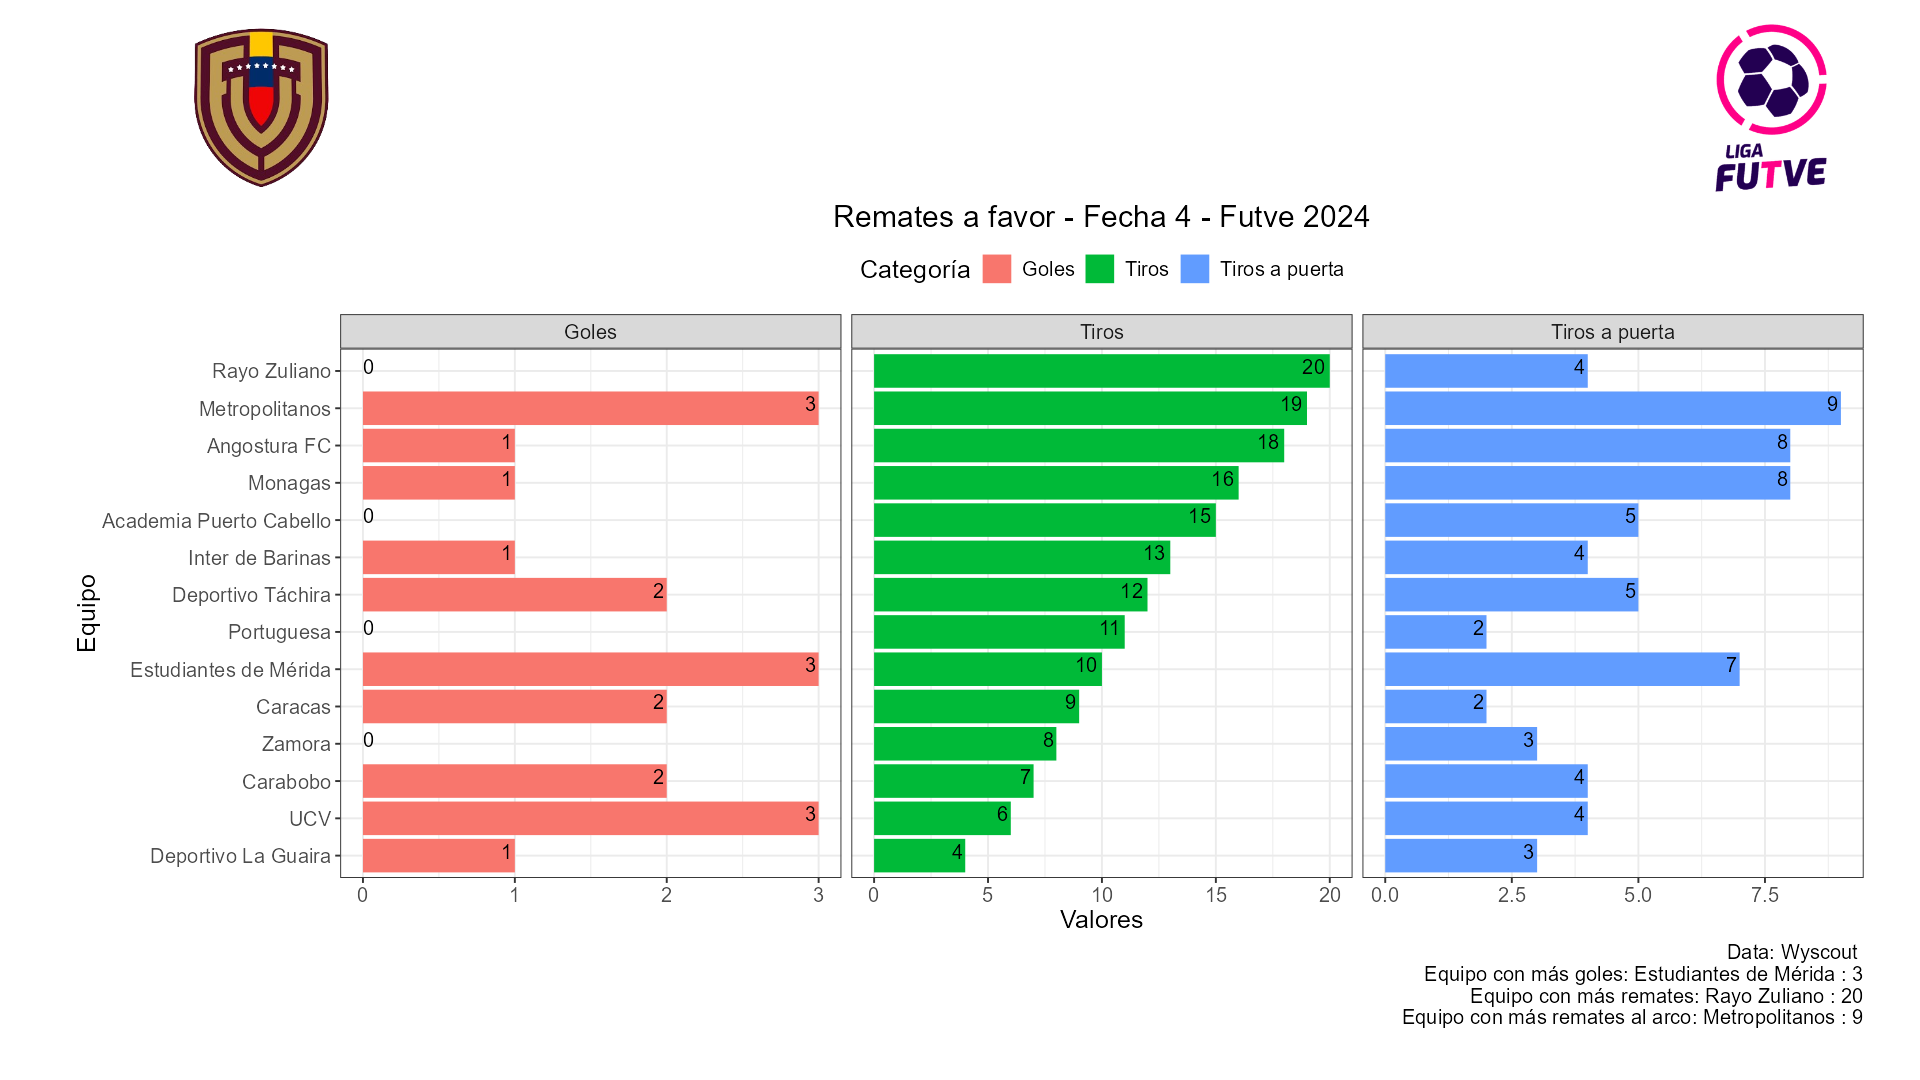 LIGA
FUTVE
Remates a favor - Fecha 4 - Futve 2024
Categoría Goles Tiros Tiros a puerta
Goles Tiros Tiros a puerta
Rayo Zuliano 0 20 4
Metropolitanos 3 19 9
Angostura FC 1 18 8
Monagas 1 16 8
Academia Puerto Cabello 0 15 5
Inter de Barinas 1 13 4
Deportivo Táchira 2 12 5
Portuguesa 0 11 2
Estudiantes de Mérida 3 10 7
Caracas 2 9 2
Zamora 0 8 3
Carabobo 2 7 4
UCV 3 6 4
Deportivo La Guaira 1 4 3
Equipo
0 1 2 3 0 5 10 15 20 0.0 2.5 5.0 7.5
Valores
Data: Wyscout
Equipo con más goles: Estudiantes de Mérida : 3
Equipo con más remates: Rayo Zuliano : 20
Equipo con más remates al arco: Metropolitanos : 9